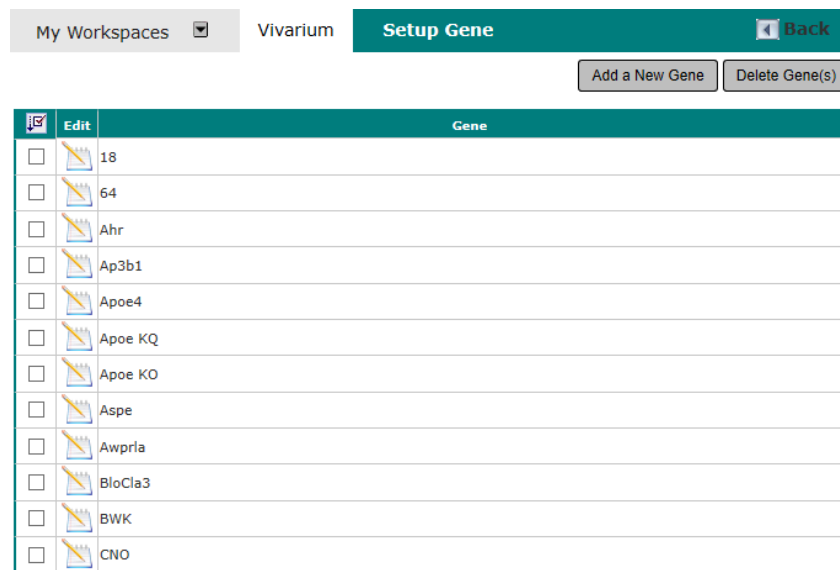 My Workspaces Vivarium Setup Gene Back
Add a New Gene Delete Gene(s)
Edit Gene
18
64
Ahr
Ap3b1
Apoe4
Apoe KQ
Apoe KO
Aspe
Awprla
BloCla3
BWK
CNO